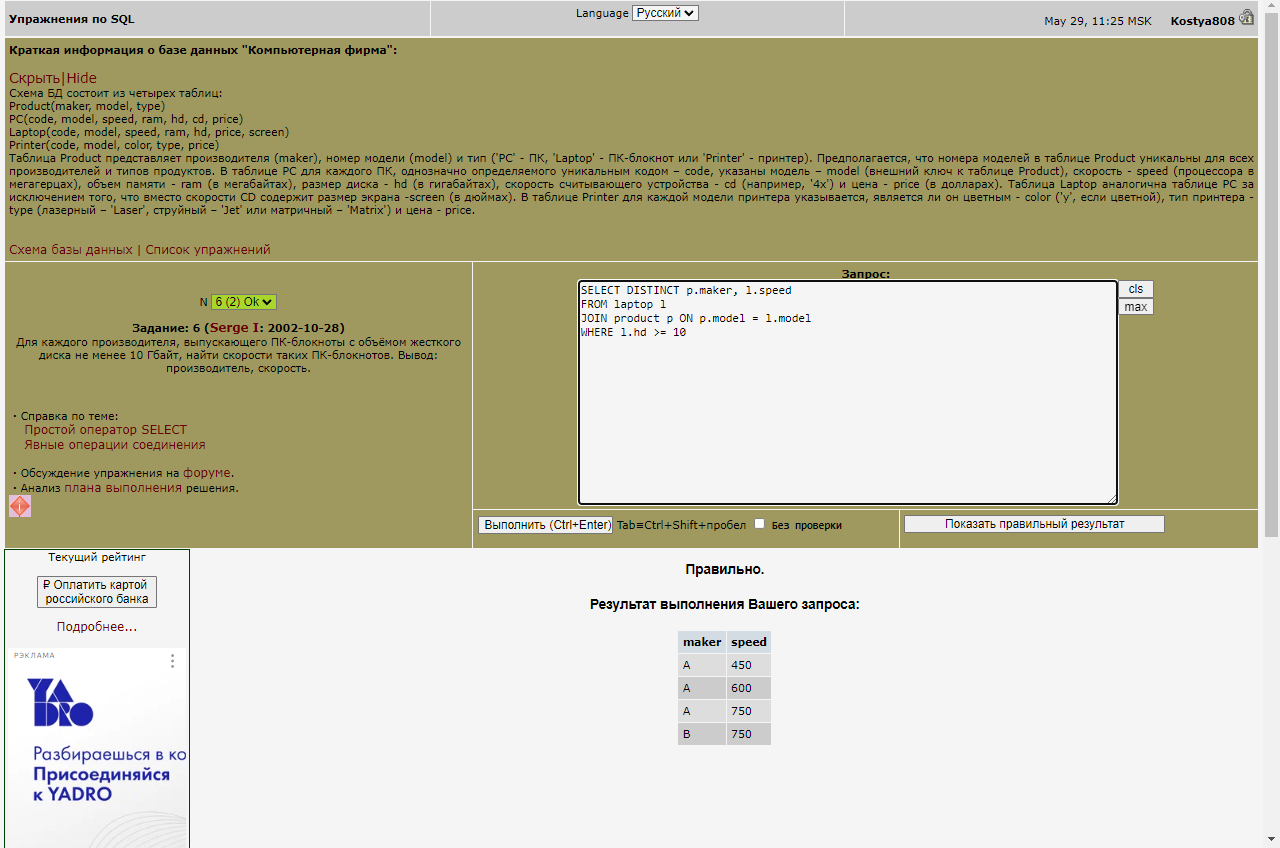 Упражнения по SQL
Language Русский
May 29, 11:25 MSK Kostya808
Краткая информация о базе данных "Компьютерная фирма":
Скрыть|Hide
Схема БД состоит из четырех таблиц:
Product(maker, model, type)
PC(code, model, speed, ram, hd, cd, price)
Laptop(code, model, speed, ram, hd, price, screen)
Printer(code, model, color, type, price)
Таблица Product представляет производителя (maker), номер модели (model) и тип ('PC' - ПК, 'Laptop' - ПК-блокнот или 'Printer' - принтер). Предполагается, что номера моделей в таблице Product уникальны для всех
производителей и типов продуктов. В таблице PC для каждого ПК, однозначно определяемого уникальным кодом – code, указаны модель – model (внешний ключ к таблице Product), скорость - speed (процессора в
мегагерцах), объем памяти - ram (в мегабайтах), размер диска - hd (в гигабайтах), скорость считывающего устройства - cd (например, '4x') и цена - price (в долларах). Таблица Laptop аналогична таблице РС за
исключением того, что вместо скорости CD содержит размер экрана -screen (в дюймах). В таблице Printer для каждой модели принтера указывается, является ли он цветным - color ('y', если цветной), тип принтера -
type (лазерный – 'Laser', струйный – 'Jet' или матричный – 'Matrix') и цена - price.
Схема базы данных | Список упражнений
N 6 (2) Ok
Задание: 6 (Serge I: 2002-10-28)
Для каждого производителя, выпускающего ПК-блокноты c объёмом жесткого
диска не менее 10 Гбайт, найти скорости таких ПК-блокнотов. Вывод:
производитель, скорость.
· Справка по теме:
Простой оператор SELECT
Явные операции соединения
· Обсуждение упражнения на форуме.
· Анализ плана выполнения решения.
Запрос:
SELECT DISTINCT p.maker, l.speed
FROM laptop l
JOIN product p ON p.model = l.model
WHERE l.hd >= 10
cls
max
Выполнить (Ctrl+Enter) Tab≡Ctrl+Shift+пробел Без проверки
Показать правильный результат
Текущий рейтинг
₽ Оплатить картой
российского банка
Подробнее...
РЭКЛАМА
YADRO
Разбираешься в ко
Присоединяйся
к YADRO
Правильно.
Результат выполнения Вашего запроса:
maker speed
A 450
A 600
A 750
B 750